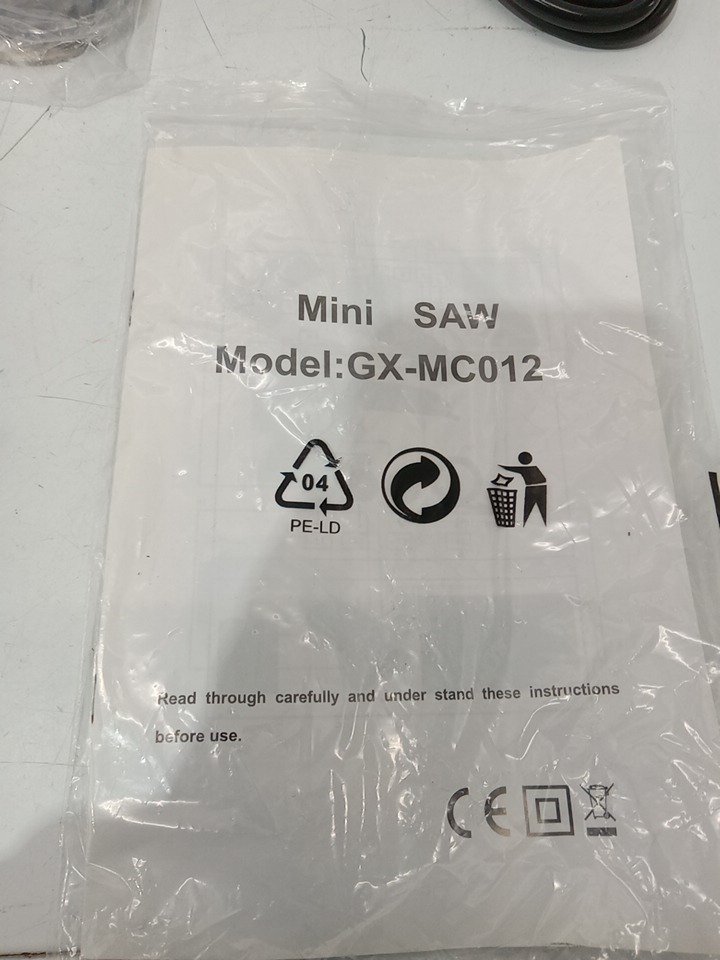 Mini SAW
Model:GX-MC012
04
PE-LD
Read through carefully and under stand these instructions
before use.
CE